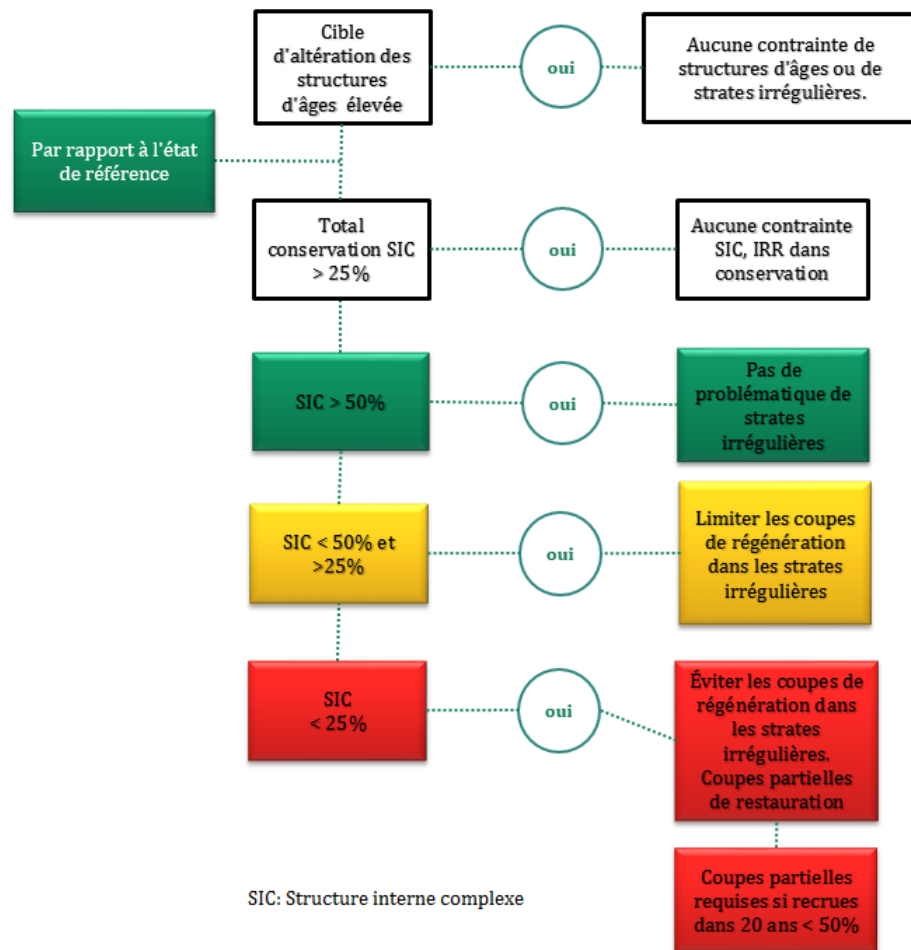 Cible
d'altération des
structures
d'âges élevée
oui
Aucune contrainte de
structures d'âges ou de
strates irrégulières.
Par rapport à l'état
de référence
Total
conservation SIC
> 25%
oui
Aucune contrainte
SIC, IRR dans
conservation
SIC > 50%
oui
Pas de
problématique de
strates
irrégulières
SIC < 50% et
>25%
oui
Limiter les coupes
de régénération
dans les strates
irrégulières
SIC
< 25%
oui
Éviter les coupes de
régénération dans
les strates
irrégulières.
Coupes partielles
de restauration
Coupes partielles
requises si recrues
dans 20 ans < 50%
SIC: Structure interne complexe